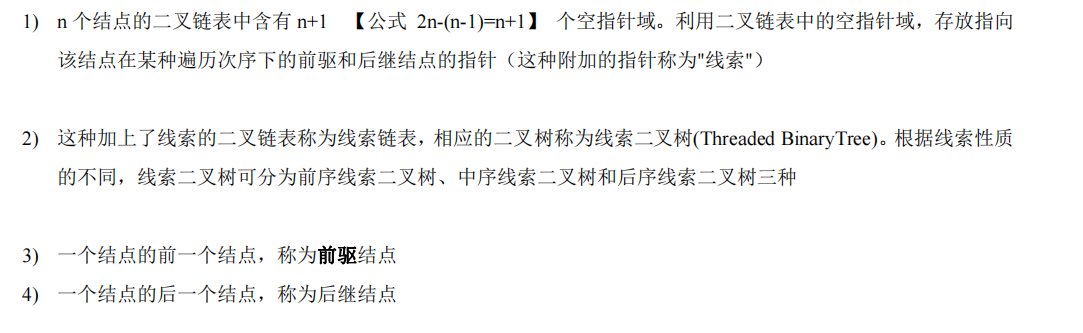 1) n 个结点的二叉链表中含有 n+1 【公式 2n-(n-1)=n+1】 个空指针域。利用二叉链表中的空指针域，存放指向
该结点在某种遍历次序下的前驱和后继结点的指针（这种附加的指针称为"线索"）
2) 这种加上了线索的二叉链表称为线索链表，相应的二叉树称为线索二叉树(Threaded BinaryTree)。根据线索性质
的不同，线索二叉树可分为前序线索二叉树、中序线索二叉树和后序线索二叉树三种
3) 一个结点的前一个结点，称为前驱结点
4) 一个结点的后一个结点，称为后继结点